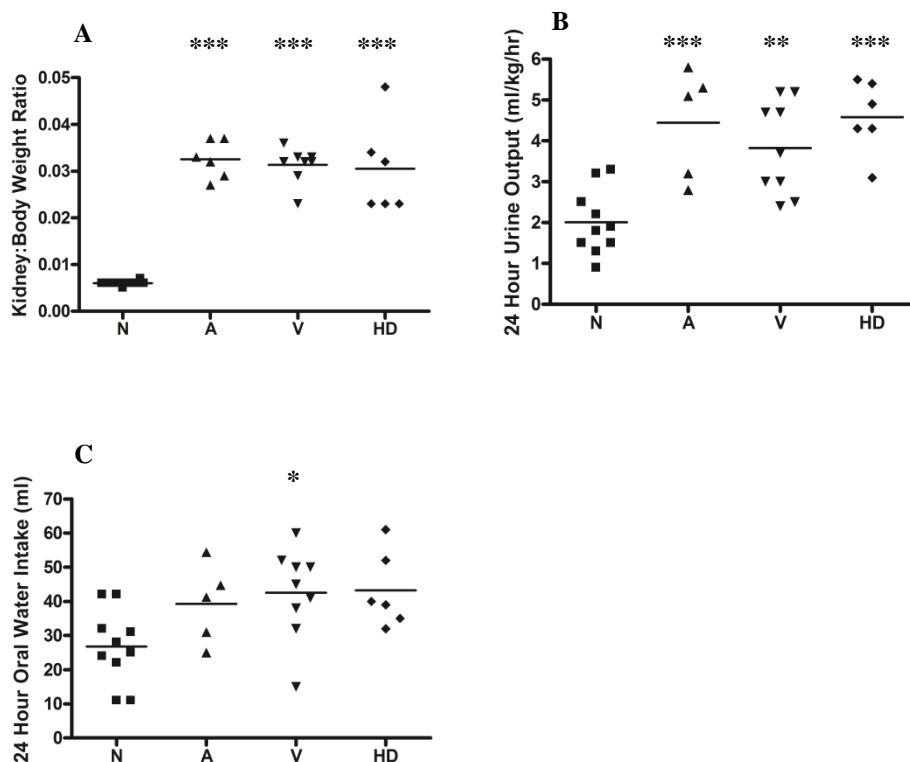 A
*** *** ***
Kidney:Body Weight Ratio
0.05
0.04
0.03
0.02
0.01
0.00
N A V HD
B
*** ** ***
24 Hour Urine Output (ml/kg/hr)
6
5
4
3
2
1
0
N A V HD
C
*
24 Hour Oral Water Intake (ml)
70
60
50
40
30
20
10
0
N A V HD